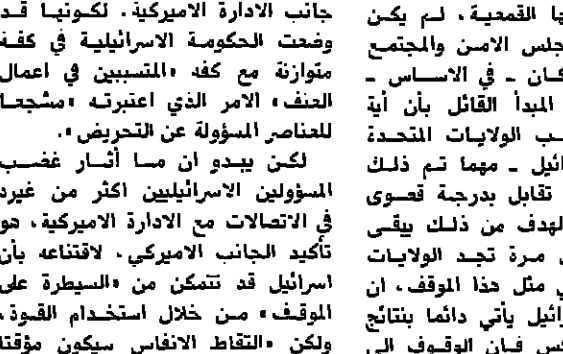 ها القمعية، لم يكن
جلس الامن والمجتمع
كان - في الاساس -
المبدأ القائل بأن أية
ب الولايات المتحدة
ائيل - مهما تم ذلك
تقابل بدرجة قصوى
لهدف من ذلك يبقى
ل مرة تجد الولايات
ي مثل هذا الموقف، ان
رائيل يأتي دائما بنتائج
كس فإن الوقوف الى
جانب الادارة الاميركية، لكونها قد
وضعت الحكومة الاسرائيلية في كفة
متوازنة مع كفة «المتسببين في اعمال
العنف» الامر الذي اعتبرته «مشجعا
للعناصر المسؤولة عن التحريض».
لكن يبدو ان ما أثار غضب
المسؤولين الاسرائيليين اكثر من غيره
في الاتصالات مع الادارة الاميركية، هو
تأكيد الجانب الاميركي، لاقتناعه بأن
اسرائيل قد تتمكن من «السيطرة على
الموقف» من خلال استخدام القوة،
ولكن «التقاط الانفاس سيكون مؤقتا